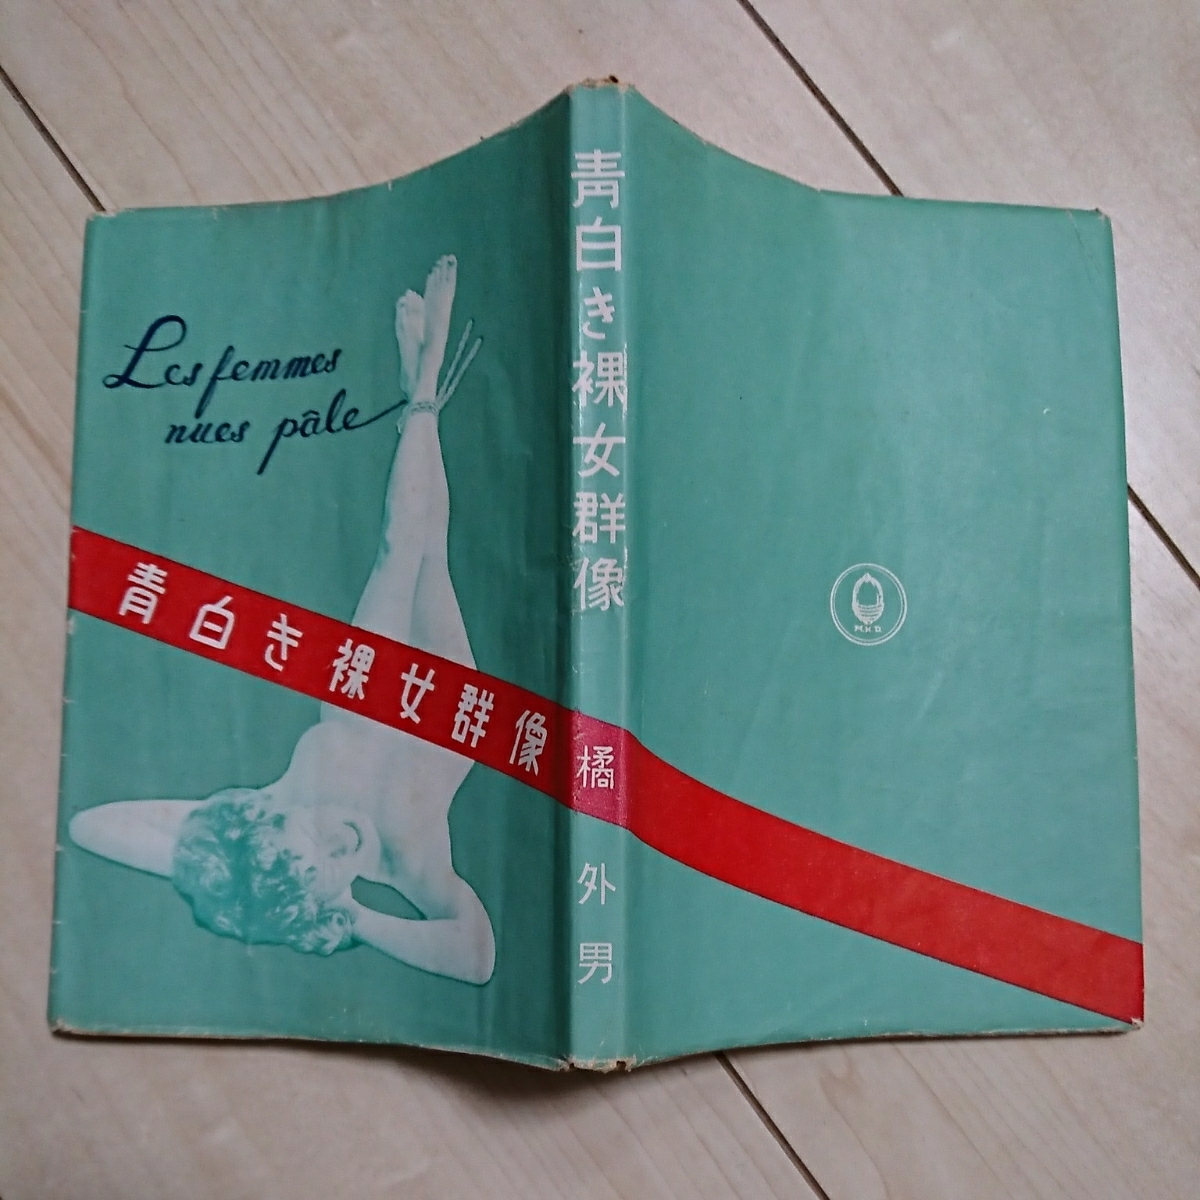 Les femmes
nues pâle
青白き裸女群像
青白き裸女群像
橘外男
M.K.D.